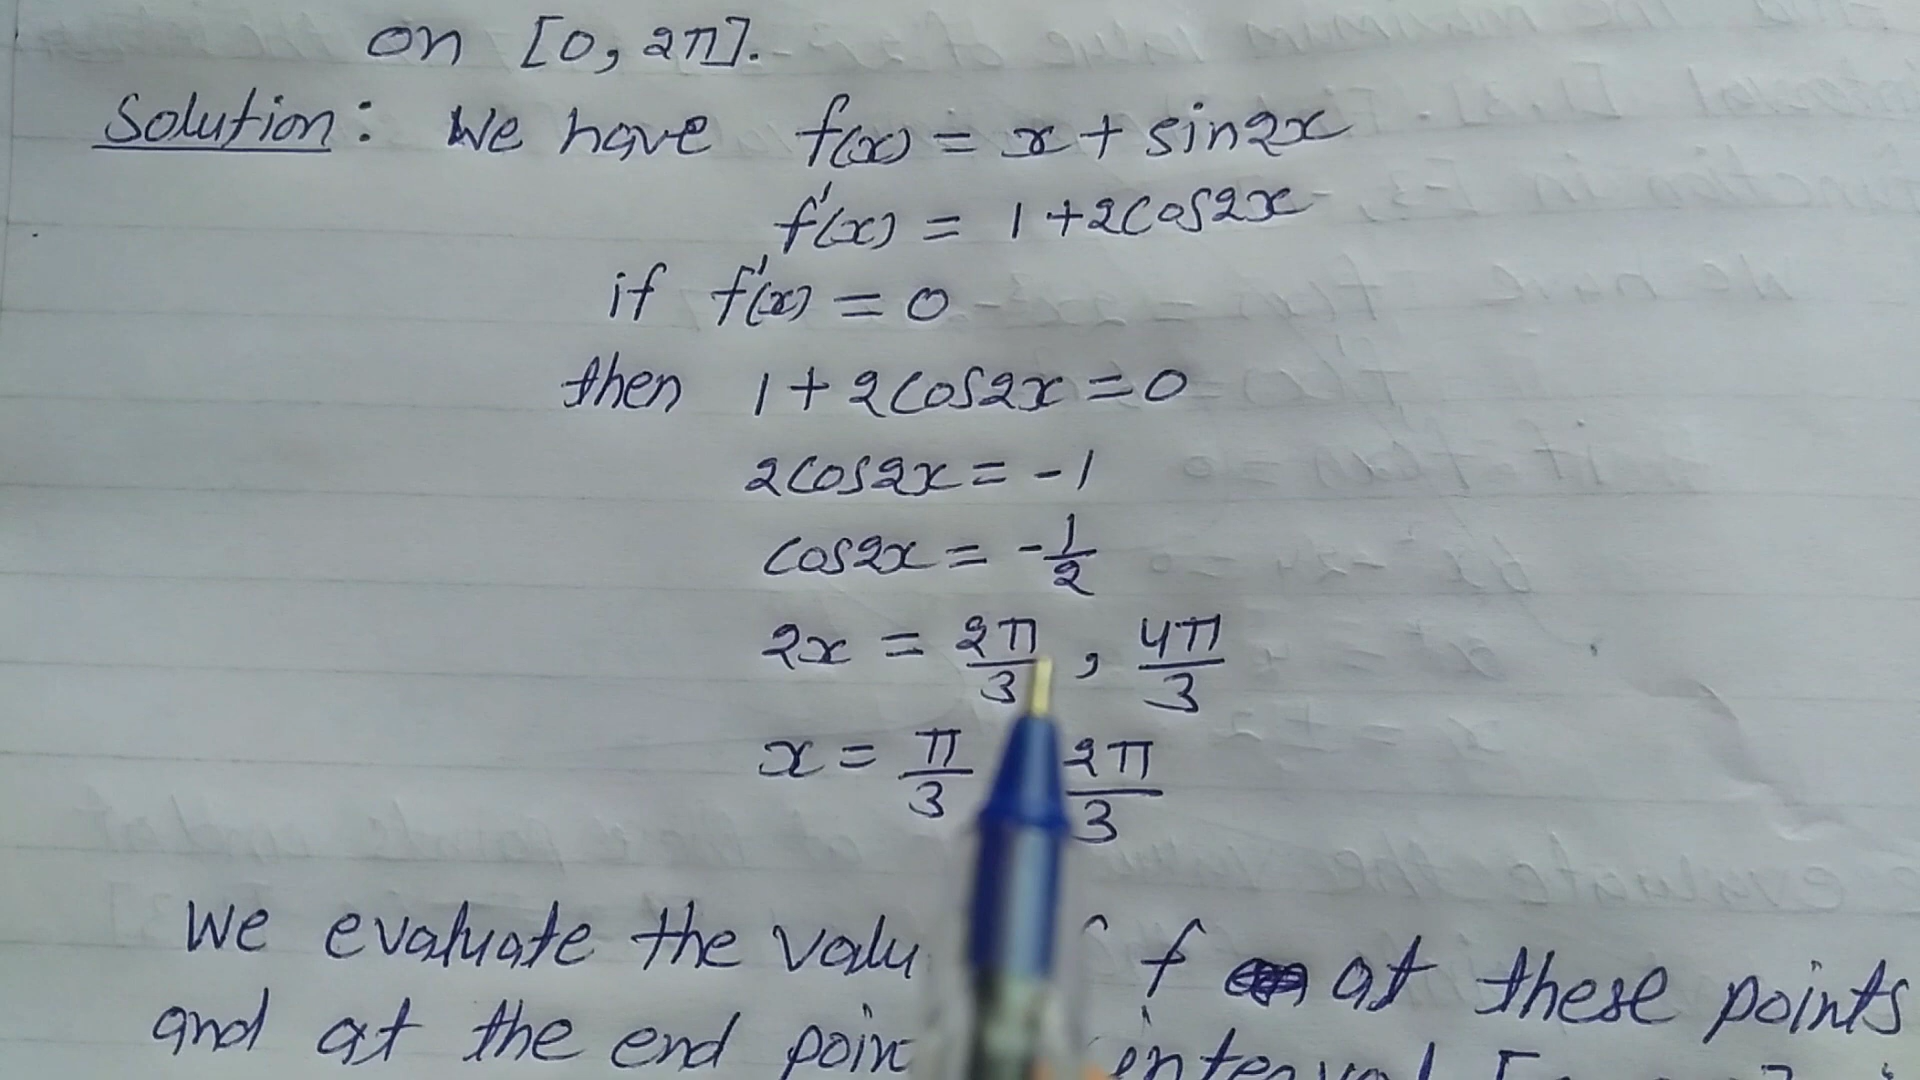 on [0, 2π].
Solution: We have f(x) = x + sin2x
f'(x) = 1 + 2cos2x
if f'(x) = 0
then 1 + 2cos2x = 0
2cos2x = -1
cos2x = -1/2
2x = 2π/3 , 4π/3
x = π/3 2π/3
We evaluate the valu f at these points
and at the end poin